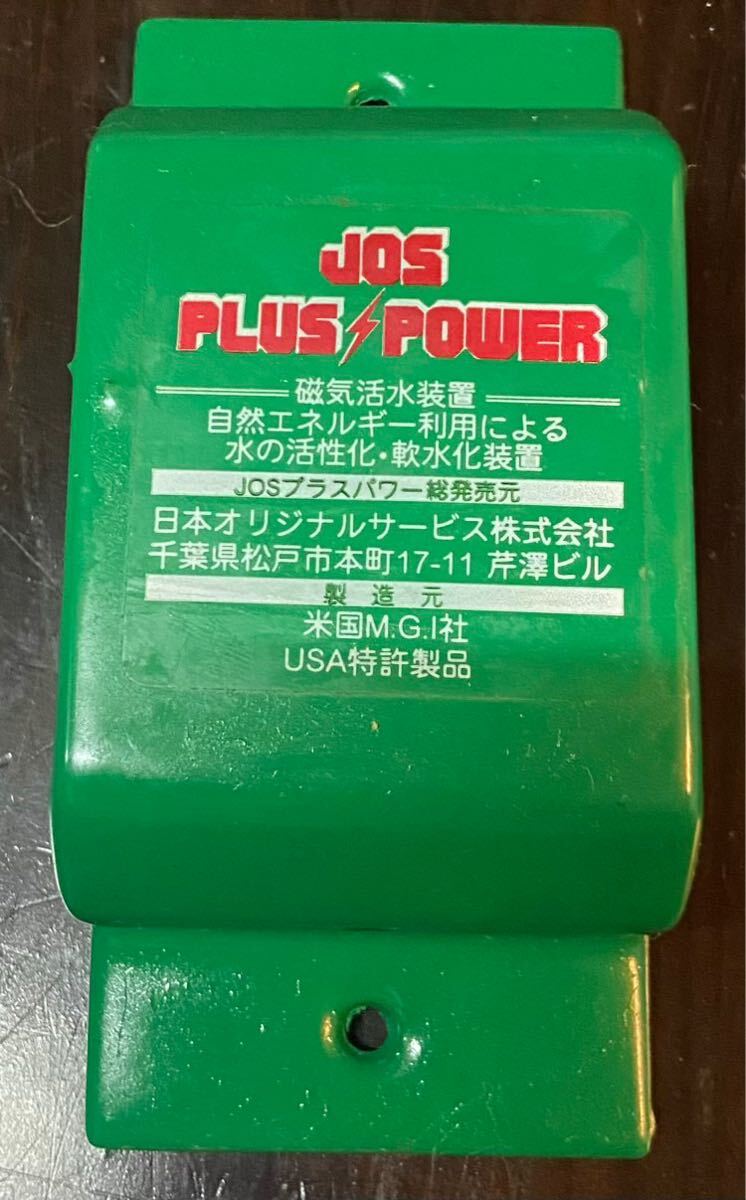 JOS
PLUS POWER
磁気活水装置
自然エネルギー利用による
水の活性化・軟水化装置
JOSプラスパワー総発売元
日本オリジナルサービス株式会社
千葉県松戸市本町17-11 芹澤ビル
製造元
米国M.G.I社
USA特許製品